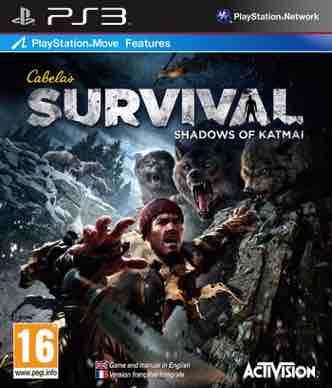 PS3
PlayStation®Network
PlayStation®Move Features
Cabela's
SURVIVAL
SHADOWS OF KATMAI
16
www.pegi.info
Game and manual in English
Version française intégrale
ACTIVISION®